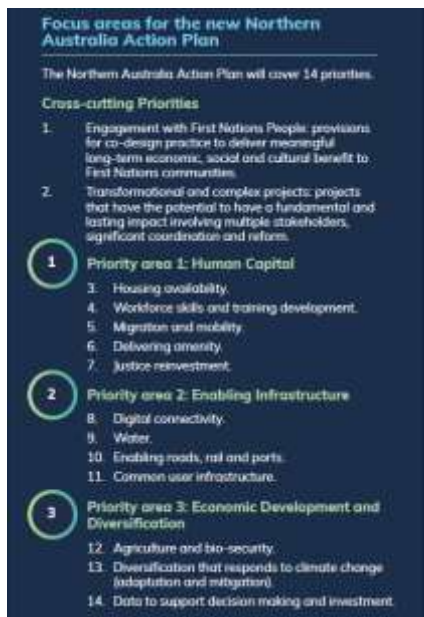 Focus areas for the new Northern
Australia Action Plan
The Northern Australia Action Plan will cover 14 priorities.
Cross-cutting Priorities
1. Engagement with First Nations People: provisions
for co-design practice to deliver meaningful
long-term economic, social and cultural benefit to
First Nations communities.
2. Transformational and complex projects: projects
that have the potential to have a fundamental and
lasting impact involving multiple stakeholders,
significant coordination and reform.
1 Priority area 1: Human Capital
3. Housing availability.
4. Workforce skills and training development.
5. Migration and mobility.
6. Delivering amenity.
7. Justice reinvestment.
2 Priority area 2: Enabling Infrastructure
8. Digital connectivity.
9. Water.
10. Enabling roads, rail and ports.
11. Common user infrastructure.
3 Priority area 3: Economic Development and
Diversification
12. Agriculture and bio-security.
13. Diversification that responds to climate change
(adaptation and mitigation).
14. Data to support decision making and investment.